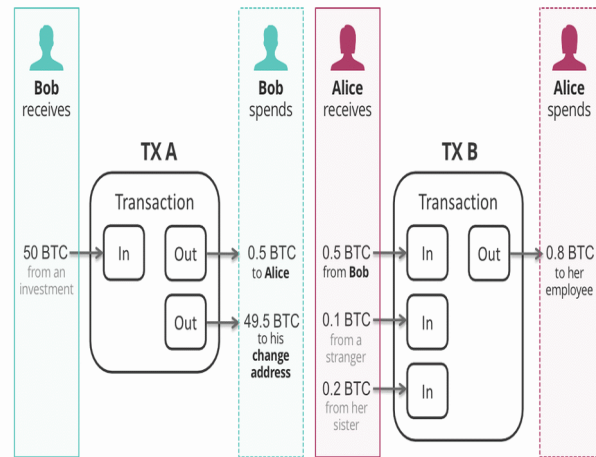 Bob
receives
Bob
spends
Alice
receives
Alice
spends
TX A
Transaction
50 BTC
from an
investment
In
Out
0.5 BTC
to Alice
Out
49.5 BTC
to his
change
address
TX B
Transaction
0.5 BTC
from Bob
In
Out
0.8 BTC
to her
employee
0.1 BTC
from a
stranger
In
0.2 BTC
from her
sister
In